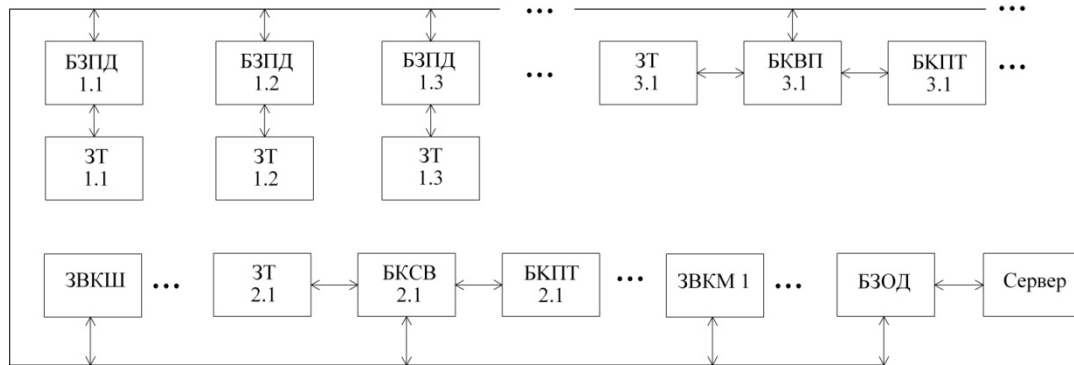 ...
...
БЗПД
1.1
БЗПД
1.2
БЗПД
1.3
...
ЗТ
3.1
БКВП
3.1
БКПТ
3.1
...
ЗТ
1.1
ЗТ
1.2
ЗТ
1.3
ЗВКШ
...
ЗТ
2.1
БКСВ
2.1
БКПТ
2.1
...
ЗВКМ 1
...
БЗОД
Сервер